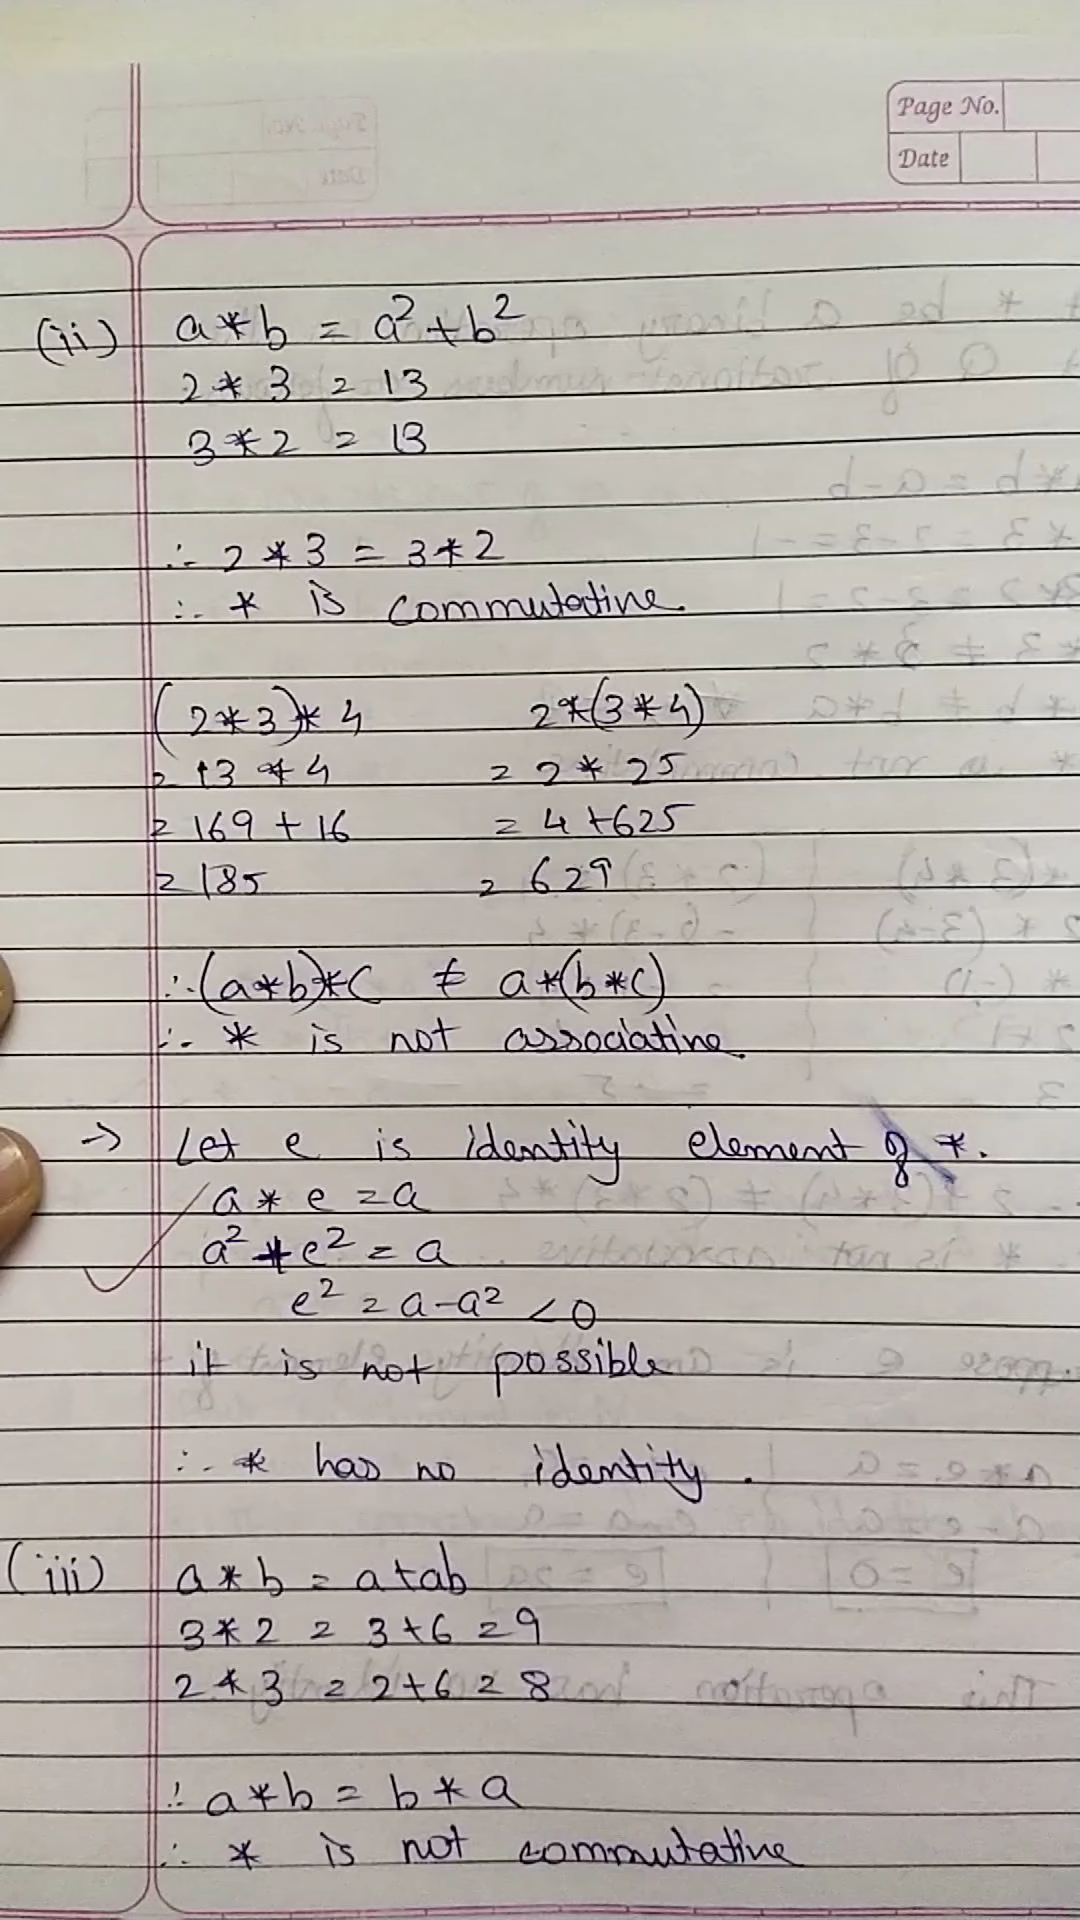 Page No.
Date
(ii) a * b = a² + b²
2 * 3 = 13
3 * 2 = 13
∴ 2 * 3 = 3 * 2
∴ * is commutative.
(2 * 3) * 4 2 * (3 * 4)
= 13 * 4 = 2 * 25
= 169 + 16 = 4 + 625
= 185 = 629
∴ (a * b) * c ≠ a * (b * c)
∴ * is not associative.
→ Let e is identity element of *.
a * e = a
a² + e² = a
e² = a - a² < 0
it is not possible
∴ * has no identity.
(iii) a * b = a + ab
3 * 2 = 3 + 6 = 9
2 * 3 = 2 + 6 = 8
∴ a * b = b * a
∴ * is not commutative